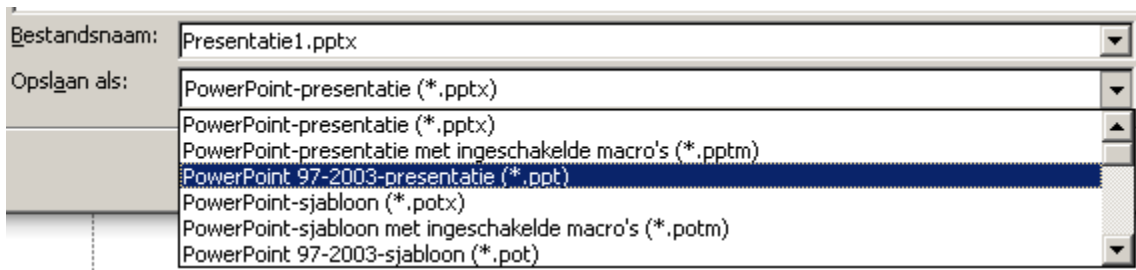 Bestandsnaam: Presentatie1.pptx
Opslaan als: PowerPoint-presentatie (*.pptx)
PowerPoint-presentatie (*.pptx)
PowerPoint-presentatie met ingeschakelde macro's (*.pptm)
PowerPoint 97-2003-presentatie (*.ppt)
PowerPoint-sjabloon (*.potx)
PowerPoint-sjabloon met ingeschakelde macro's (*.potm)
PowerPoint 97-2003-sjabloon (*.pot)